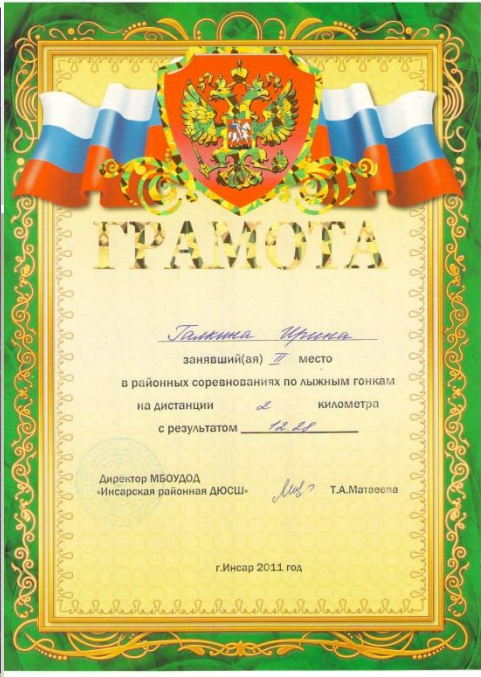 ГРАМОТА
Галкина Ирина
занявший(ая) II место
в районных соревнованиях по лыжным гонкам
на дистанции 2 километра
с результатом 12.28
Директор МБОУДОД
«Инсарская районная ДЮСШ» Т.А.Матвеева
г.Инсар 2011 год